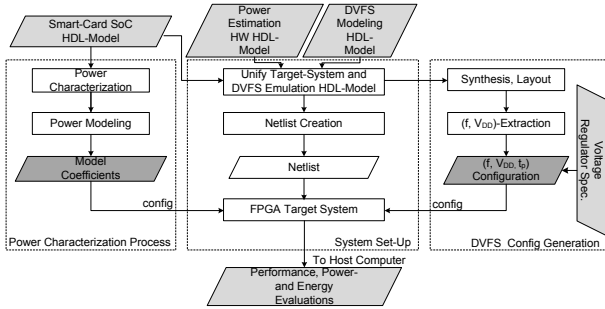 Smart-Card SoC
HDL-Model
Power
Estimation
HW HDL-
Model
DVFS
Modeling
HDL-
Model
Power
Characterization
Unify Target-System and
DVFS Emulation HDL-Model
Synthesis, Layout
Power Modeling
Netlist Creation
(f, VDD)-Extraction
Model
Coefficients
Netlist
(f, VDD, tp)
Configuration
Voltage
Regulator Spec.
config
FPGA Target System
config
Power Characterization Process
System Set-Up
DVFS Config Generation
To Host Computer
Performance, Power-
and Energy
Evaluations